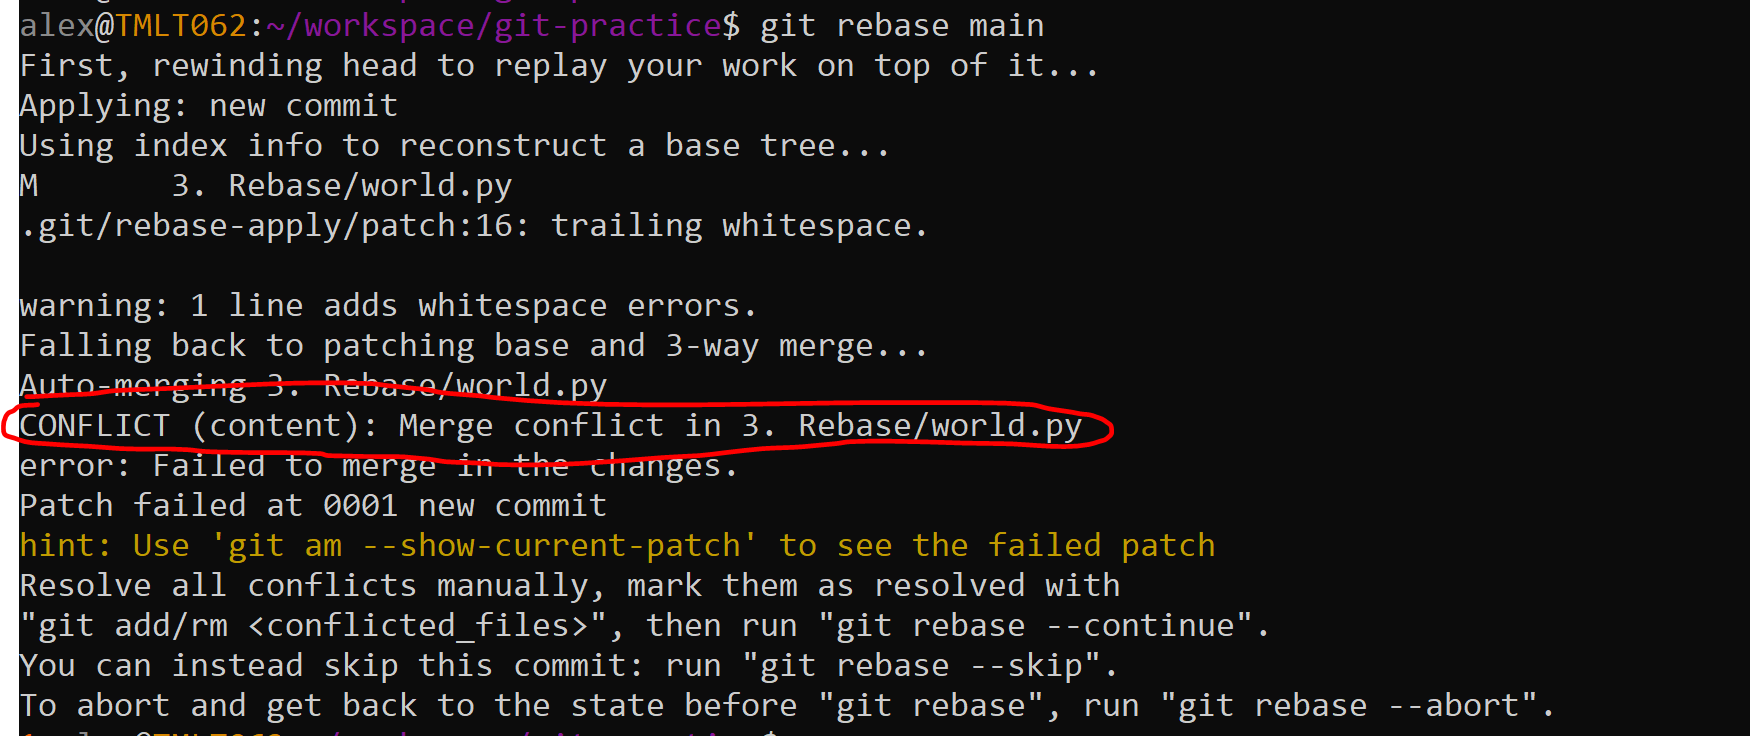 alex@TMLT062:~/workspace/git-practice$ git rebase main
First, rewinding head to replay your work on top of it...
Applying: new commit
Using index info to reconstruct a base tree...
M       3. Rebase/world.py
.git/rebase-apply/patch:16: trailing whitespace.
warning: 1 line adds whitespace errors.
Falling back to patching base and 3-way merge...
Auto-merging 3. Rebase/world.py
CONFLICT (content): Merge conflict in 3. Rebase/world.py
error: Failed to merge in the changes.
Patch failed at 0001 new commit
hint: Use 'git am --show-current-patch' to see the failed patch
Resolve all conflicts manually, mark them as resolved with
"git add/rm <conflicted_files>", then run "git rebase --continue".
You can instead skip this commit: run "git rebase --skip".
To abort and get back to the state before "git rebase", run "git rebase --abort".